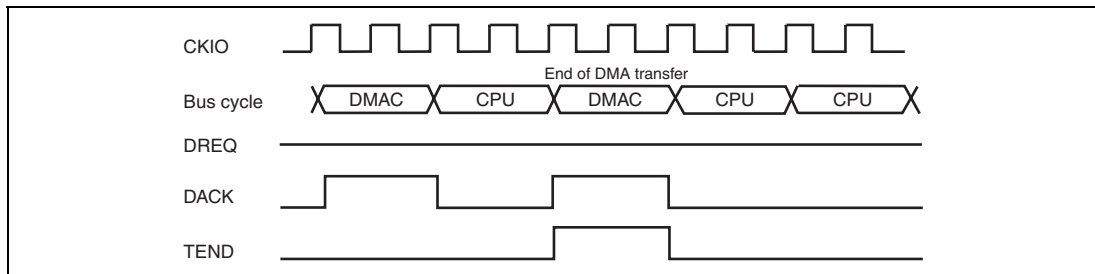 CKIO
End of DMA transfer
Bus cycle DMAC CPU DMAC CPU CPU
DREQ
DACK
TEND